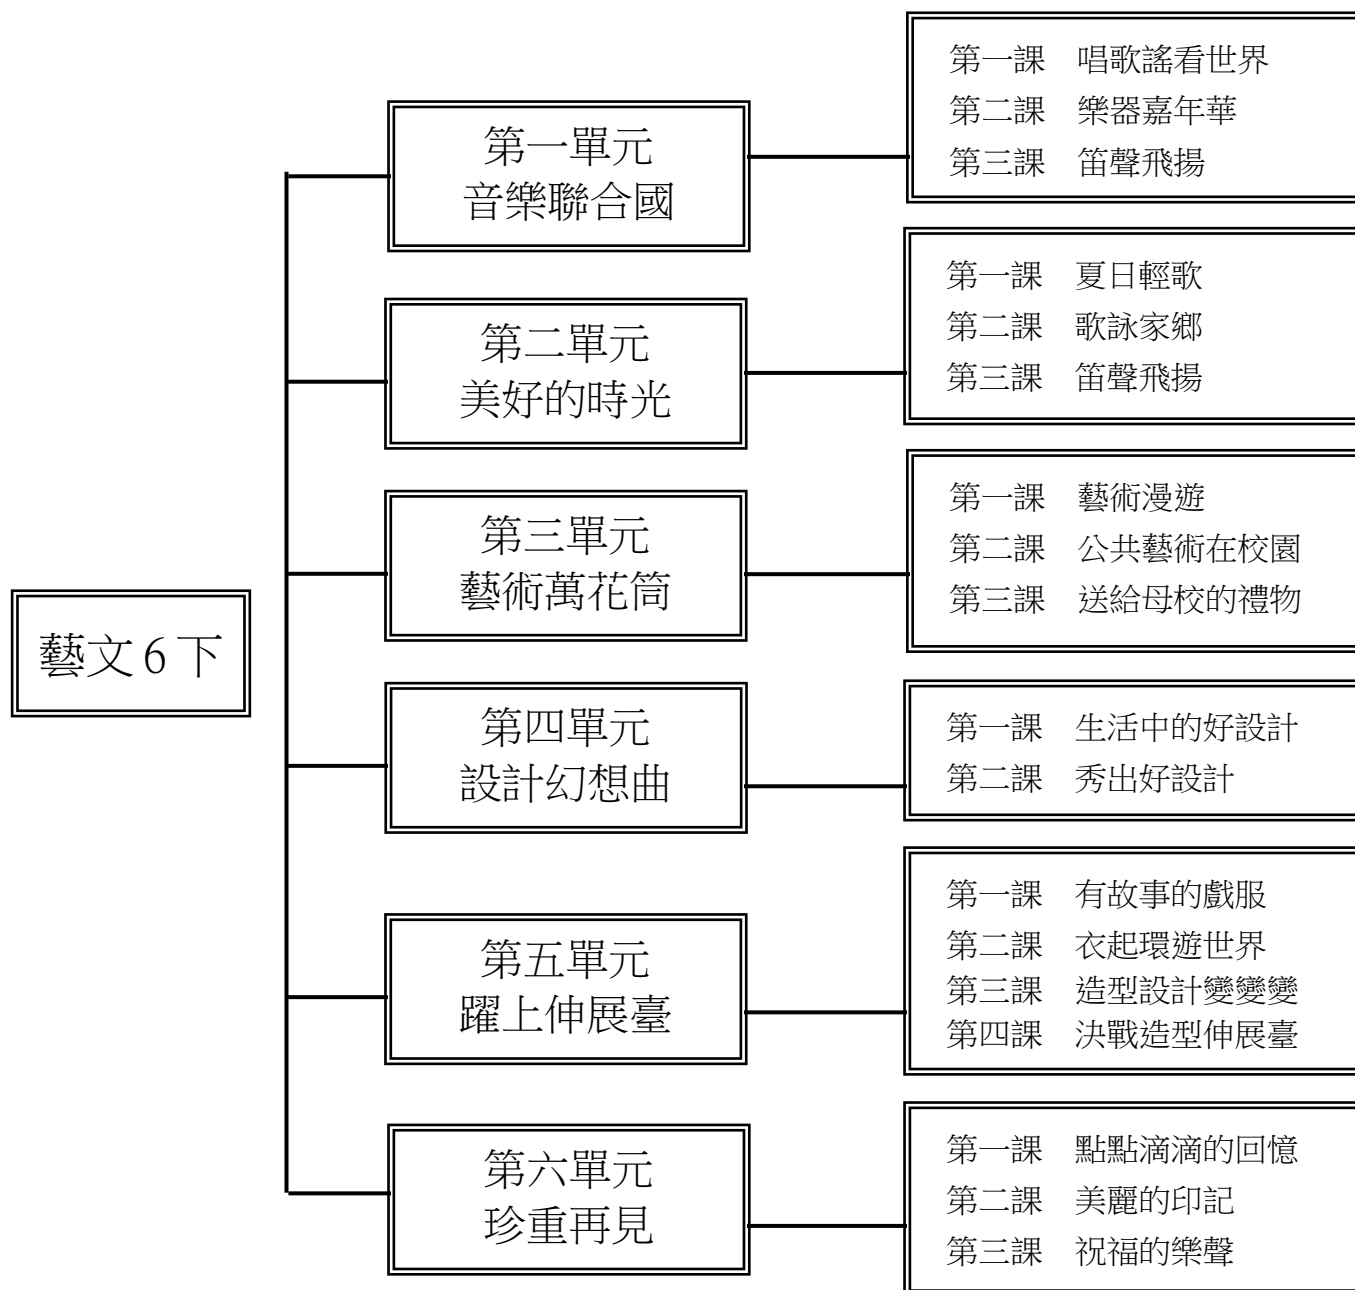 藝文6下
第一單元
音樂聯合國
第一課　唱歌謠看世界
第二課　樂器嘉年華
第三課　笛聲飛揚
第二單元
美好的時光
第一課　夏日輕歌
第二課　歌詠家鄉
第三課　笛聲飛揚
第三單元
藝術萬花筒
第一課　藝術漫遊
第二課　公共藝術在校園
第三課　送給母校的禮物
第四單元
設計幻想曲
第一課　生活中的好設計
第二課　秀出好設計
第五單元
躍上伸展臺
第一課　有故事的戲服
第二課　衣起環遊世界
第三課　造型設計變變變
第四課　決戰造型伸展臺
第六單元
珍重再見
第一課　點點滴滴的回憶
第二課　美麗的印記
第三課　祝福的樂聲